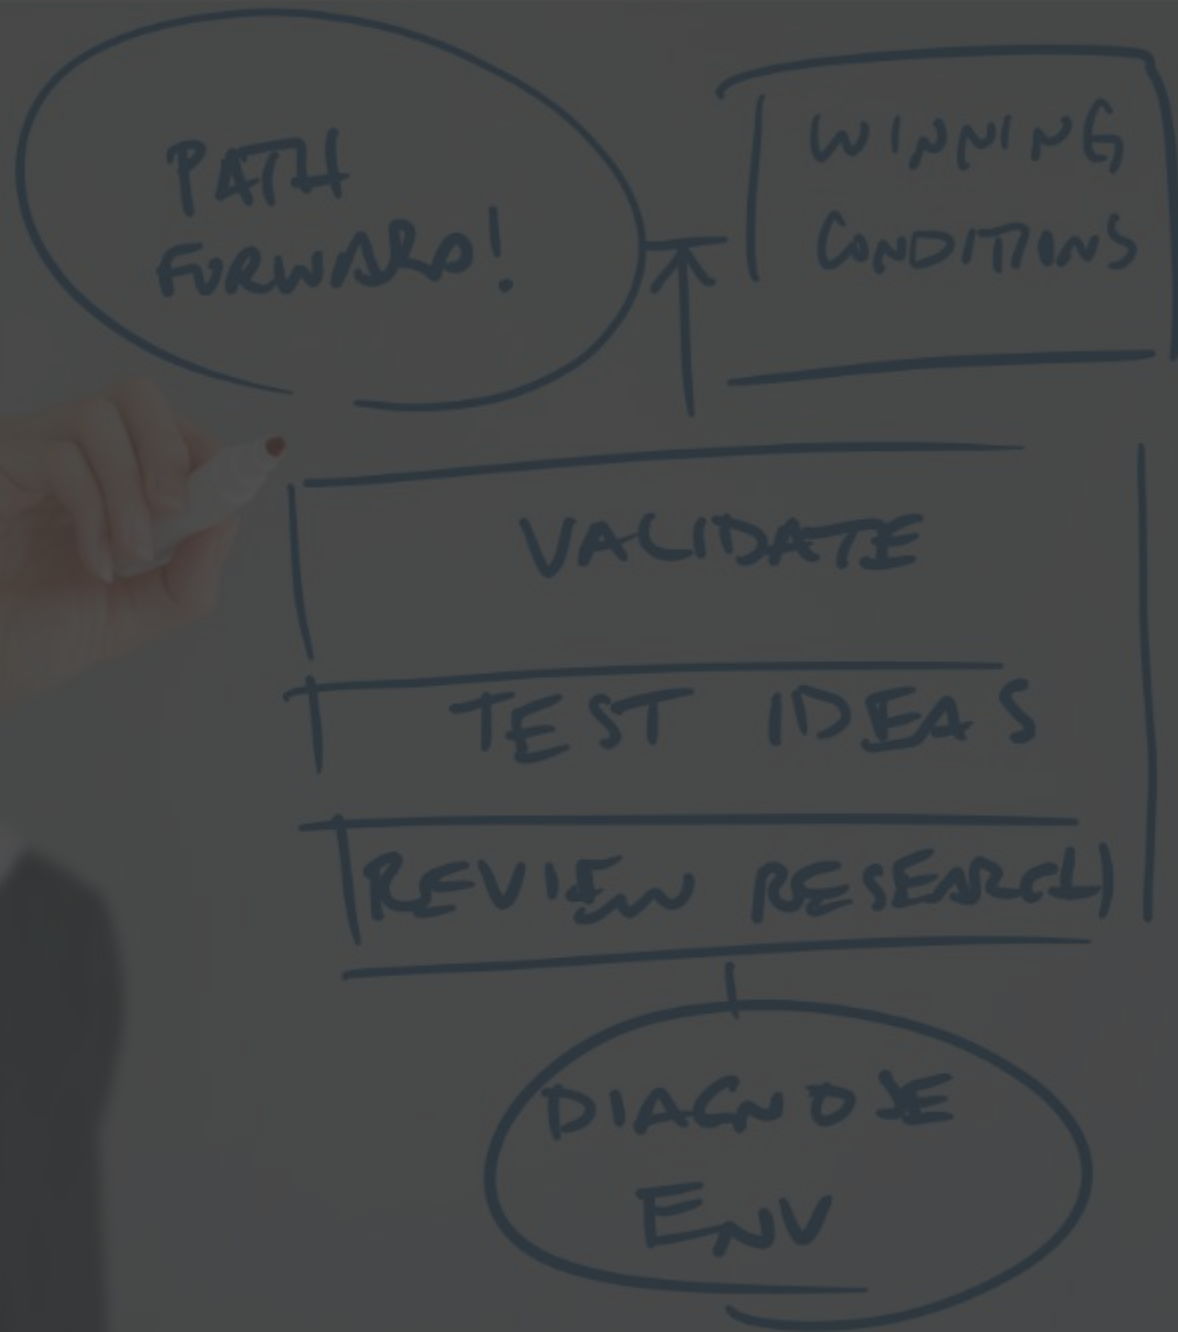 PATH
FORWARD!
WINNING
CONDITIONS
VALIDATE
TEST IDEAS
REVIEW RESEARCH
DIAGNOSE
ENV